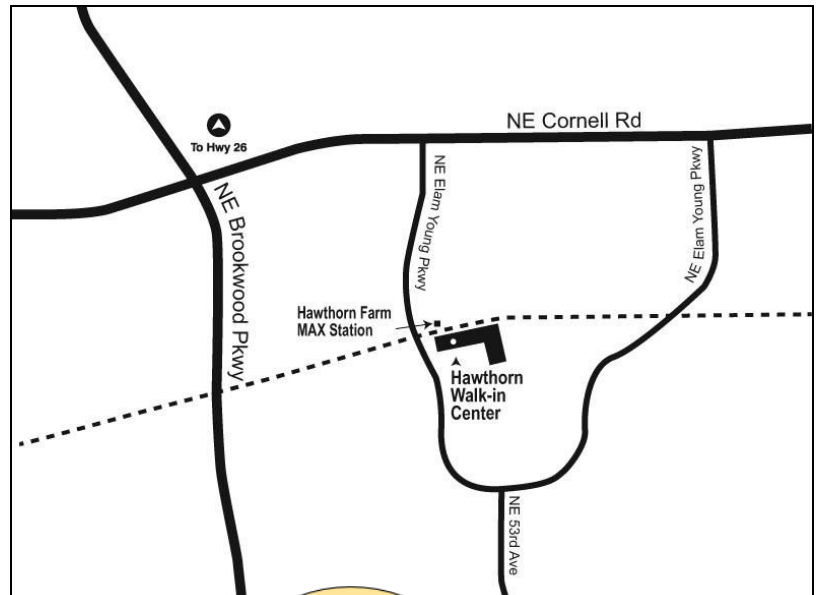 NE Cornell Rd
To Hwy 26
NE Brookwood Pkwy
NE Elam Young Pkwy
NE Elam Young Pkwy
Hawthorn Farm
MAX Station
Hawthorn
Walk-in
Center
NE 53rd Ave